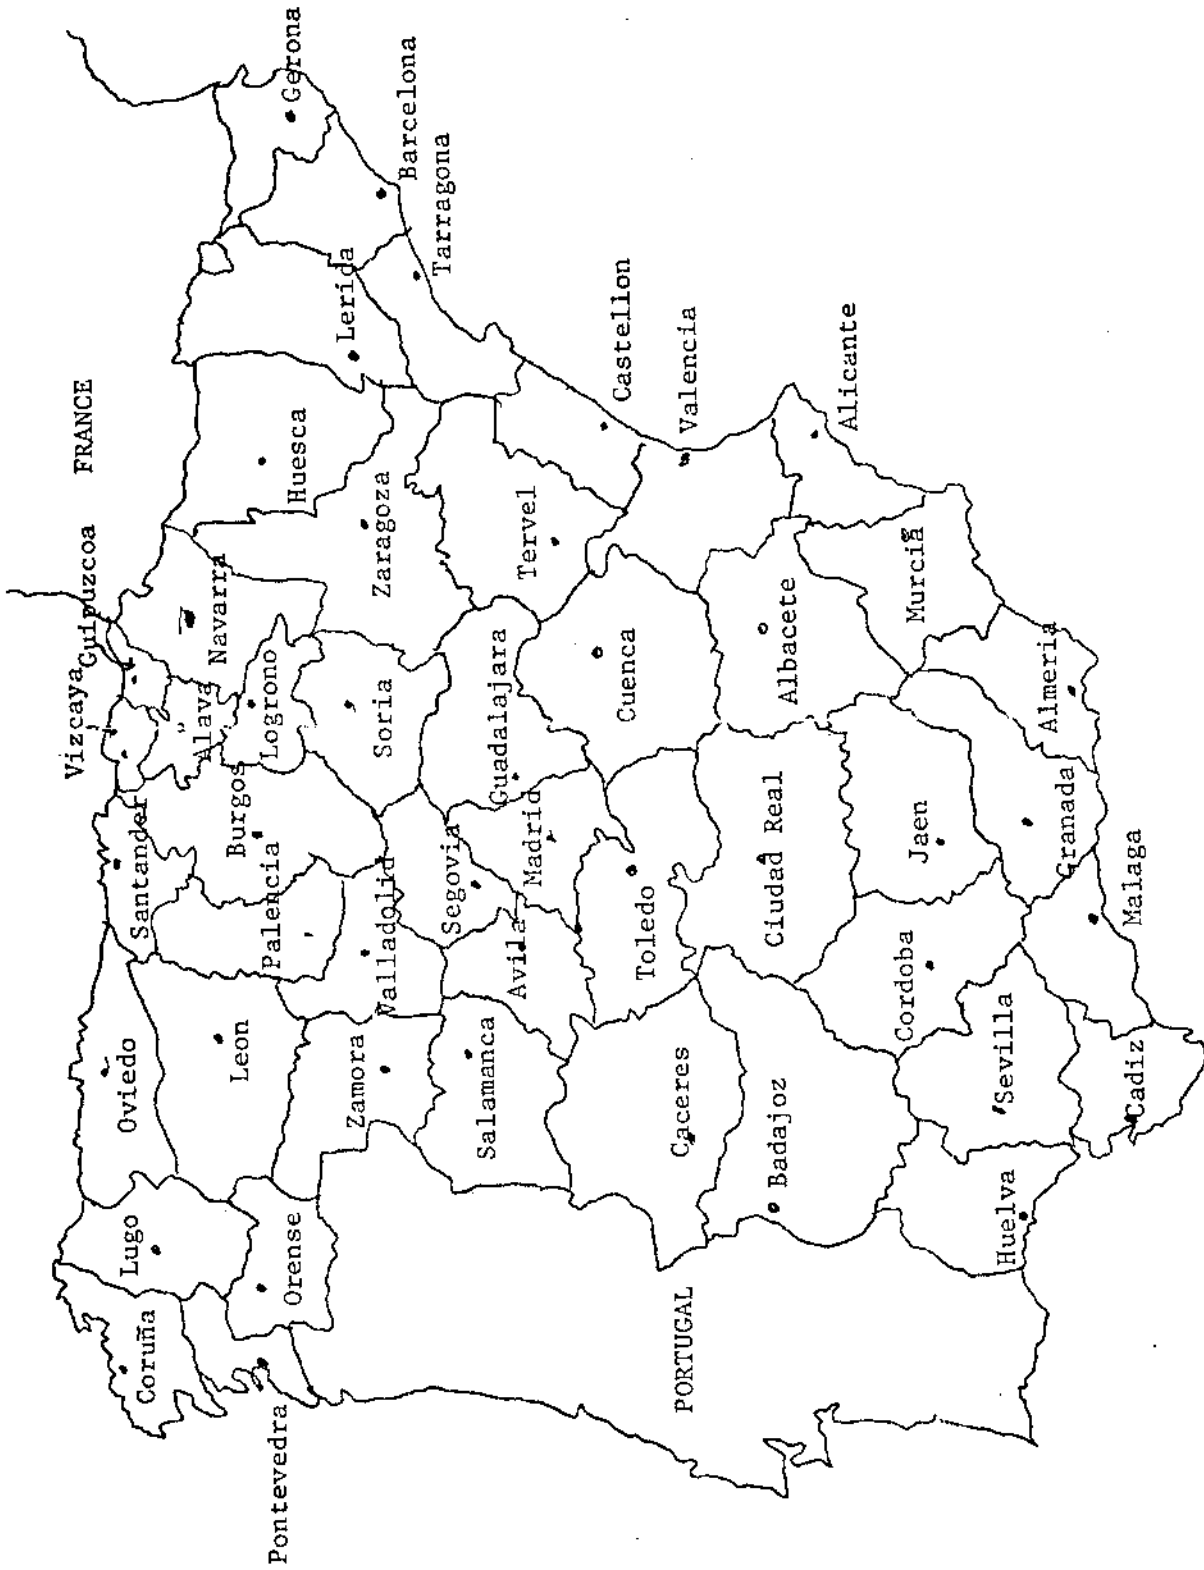 FRANCE
Vizcaya
Guipuzcoa
Coruña
Lugo
Oviedo
Santander
Alava
Navarra
Gerona
Pontevedra
Orense
Leon
Palencia
Burgos
Logrono
Huesca
Lerida
Barcelona
Tarragona
Zamora
Valladolid
Soria
Zaragoza
Salamanca
Segovia
Avila
Madrid
Guadalajara
Tervel
Castellon
Caceres
Toledo
Cuenca
Valencia
PORTUGAL
Badajoz
Ciudad Real
Albacete
Alicante
Cordoba
Jaen
Murcia
Huelva
Sevilla
Granada
Almeria
Cadiz
Malaga